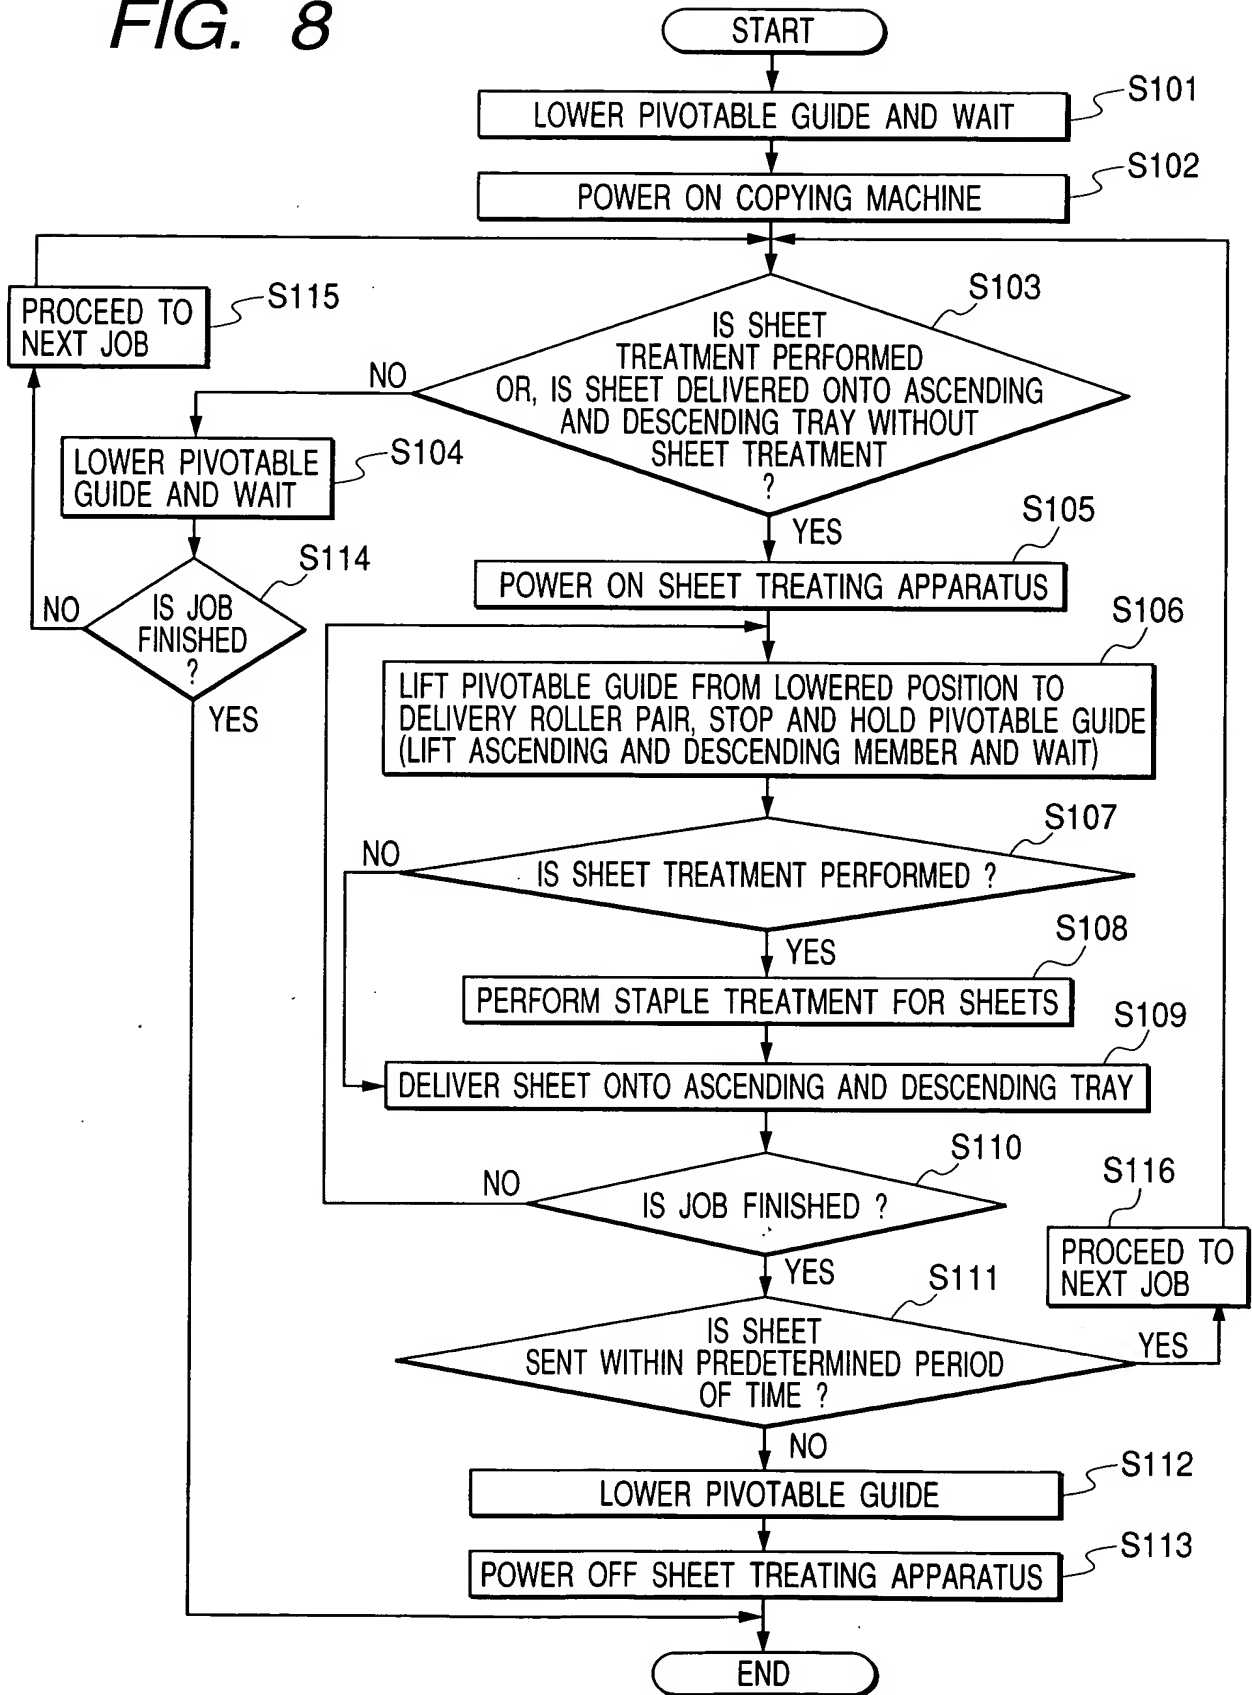 FIG. 8
START
LOWER PIVOTABLE GUIDE AND WAIT
S101
POWER ON COPYING MACHINE
S102
PROCEED TO
NEXT JOB
S115
IS SHEET
TREATMENT PERFORMED
OR, IS SHEET DELIVERED ONTO ASCENDING
AND DESCENDING TRAY WITHOUT
SHEET TREATMENT
?
S103
NO
LOWER PIVOTABLE
GUIDE AND WAIT
S104
YES
IS JOB
FINISHED
?
S114
NO
YES
POWER ON SHEET TREATING APPARATUS
S105
LIFT PIVOTABLE GUIDE FROM LOWERED POSITION TO
DELIVERY ROLLER PAIR, STOP AND HOLD PIVOTABLE GUIDE
(LIFT ASCENDING AND DESCENDING MEMBER AND WAIT)
S106
IS SHEET TREATMENT PERFORMED ?
S107
NO
YES
PERFORM STAPLE TREATMENT FOR SHEETS
S108
DELIVER SHEET ONTO ASCENDING AND DESCENDING TRAY
S109
IS JOB FINISHED ?
S110
NO
YES
PROCEED TO
NEXT JOB
S116
IS SHEET
SENT WITHIN PREDETERMINED PERIOD
OF TIME ?
S111
YES
NO
LOWER PIVOTABLE GUIDE
S112
POWER OFF SHEET TREATING APPARATUS
S113
END